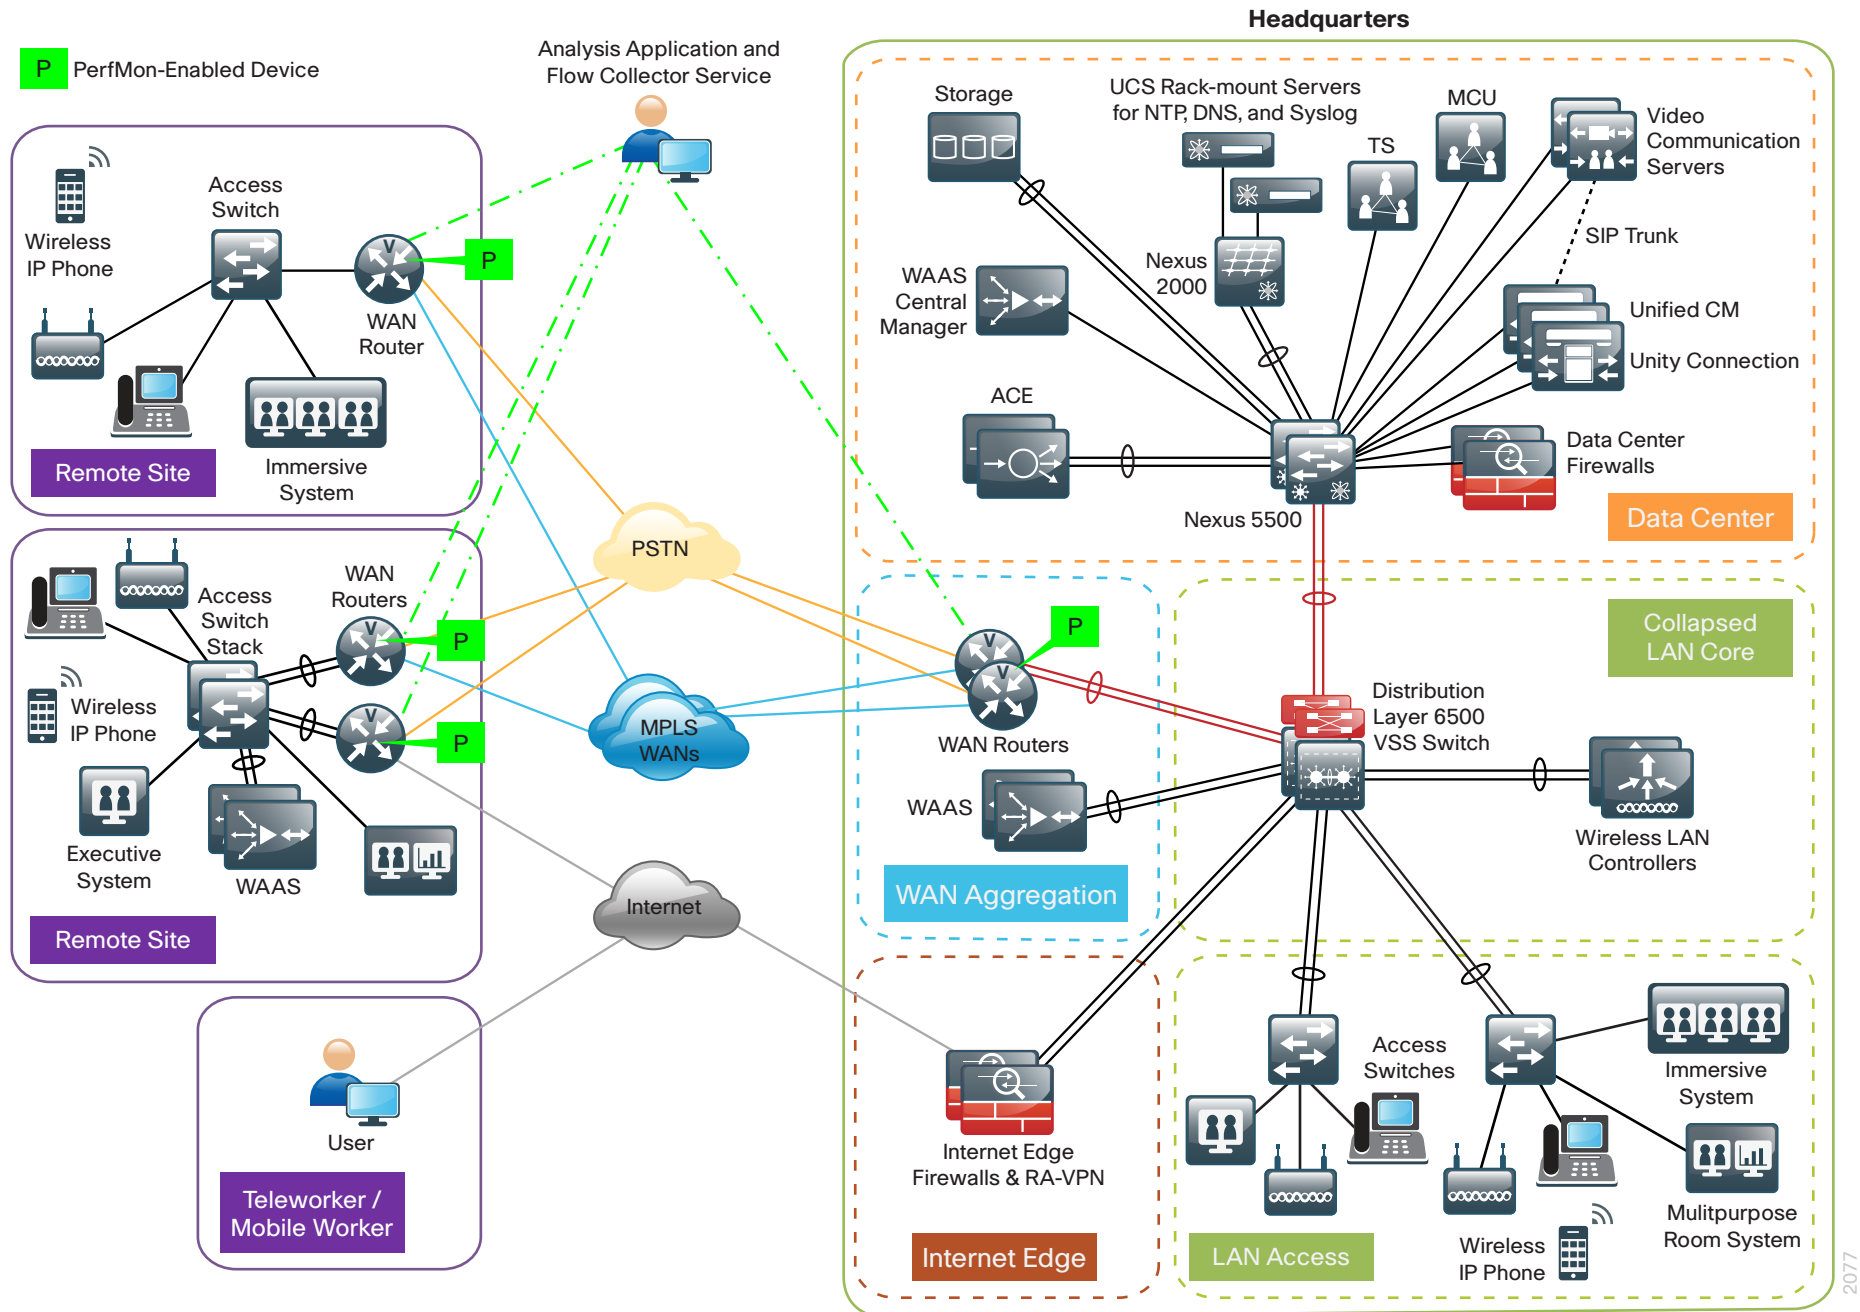 Headquarters
P
PerfMon-Enabled Device
Analysis Application and
Flow Collector Service
Wireless
IP Phone
Access
Switch
V
P
WAN
Router
Immersive
System
Remote Site
WAN
Routers
Access
Switch
Stack
V
P
V
P
Wireless
IP Phone
Executive
System
WAAS
Remote Site
User
Teleworker /
Mobile Worker
PSTN
MPLS
WANs
Internet
Storage
UCS Rack-mount Servers
for NTP, DNS, and Syslog
TS
MCU
Video
Communication
Servers
SIP Trunk
WAAS
Central
Manager
Nexus
2000
Unified CM
Unity Connection
ACE
Data Center
Firewalls
Nexus 5500
Data Center
P
V
V
WAN Routers
WAAS
WAN Aggregation
Collapsed
LAN Core
Distribution
Layer 6500
VSS Switch
Wireless LAN
Controllers
Internet Edge
Firewalls & RA-VPN
Internet Edge
Access
Switches
Immersive
System
Mulitpurpose
Room System
Wireless
IP Phone
LAN Access
2077